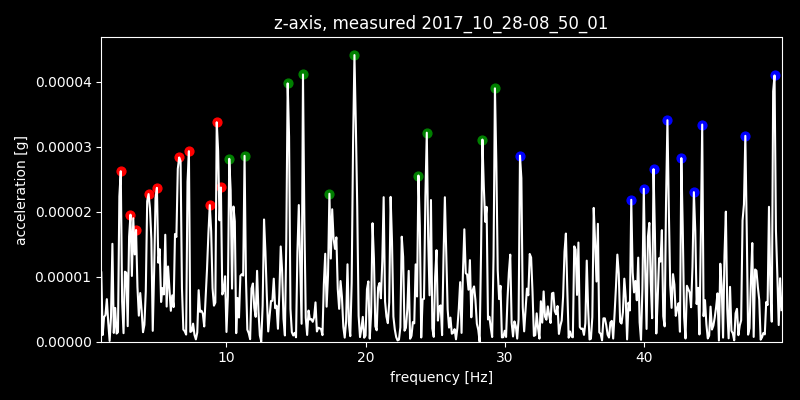 z-axis, measured 2017_10_28-08_50_01
0.00004
0.00003
0.00002
0.00001
0.00000
acceleration [g]
10 20 30 40
frequency [Hz]